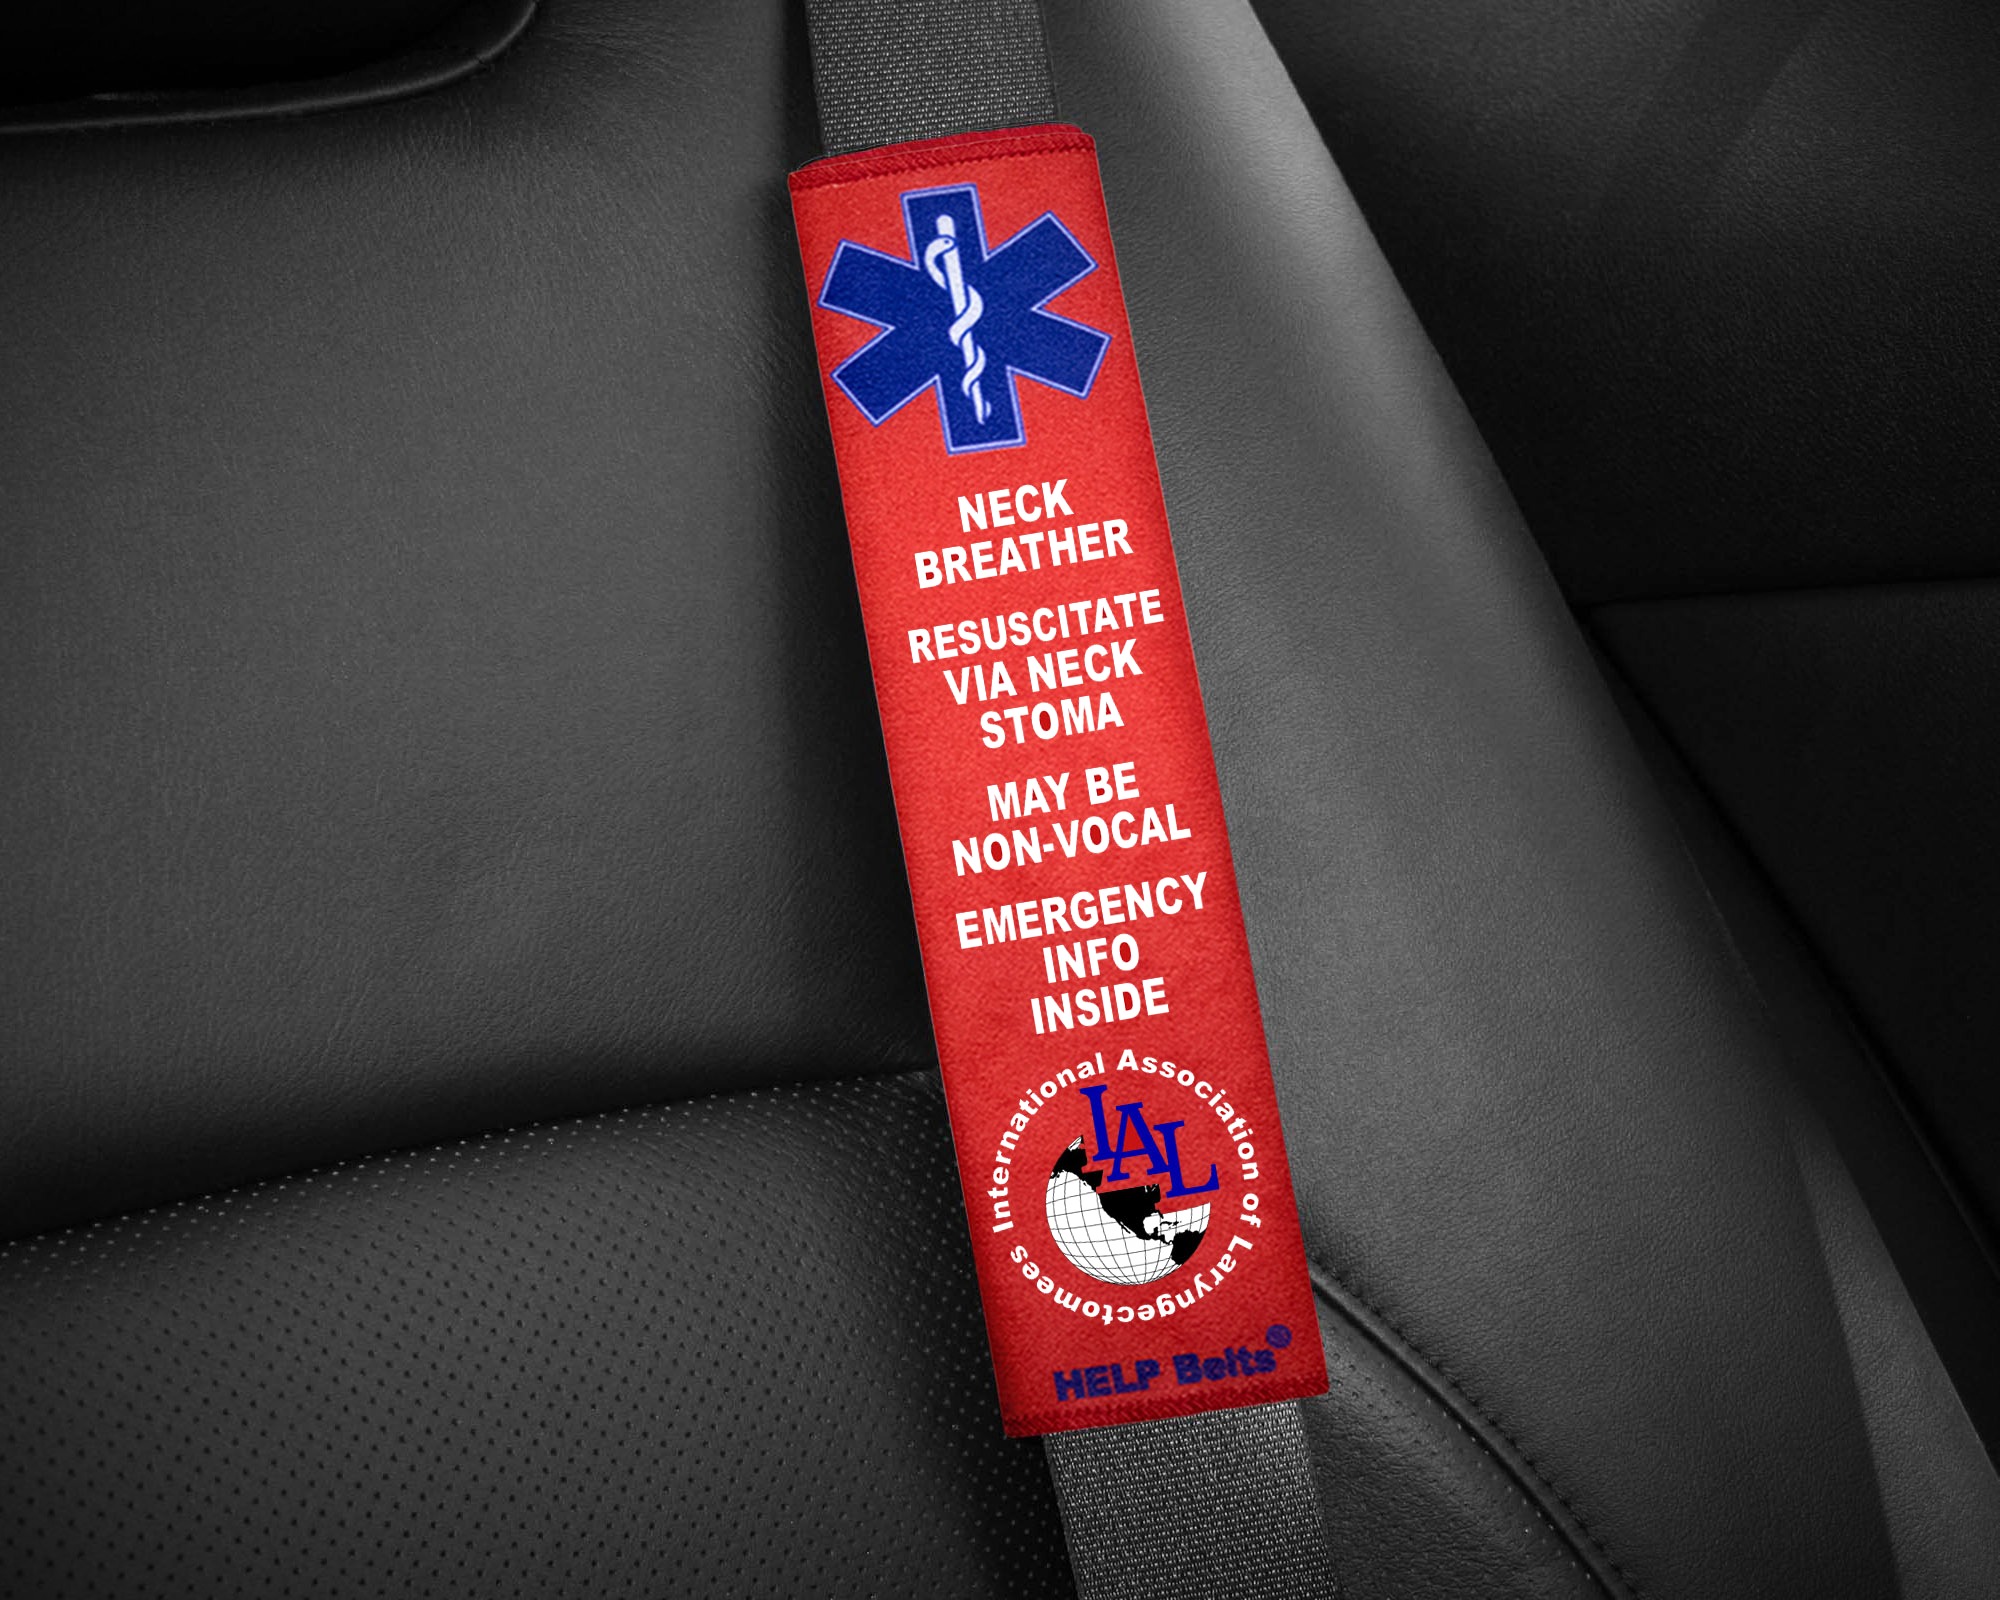 NECK
BREATHER
RESUSCITATE
VIA NECK
STOMA
MAY BE
NON-VOCAL
EMERGENCY
INFO
INSIDE
International Association of Laryngectomees
IAL
HELP Belts®